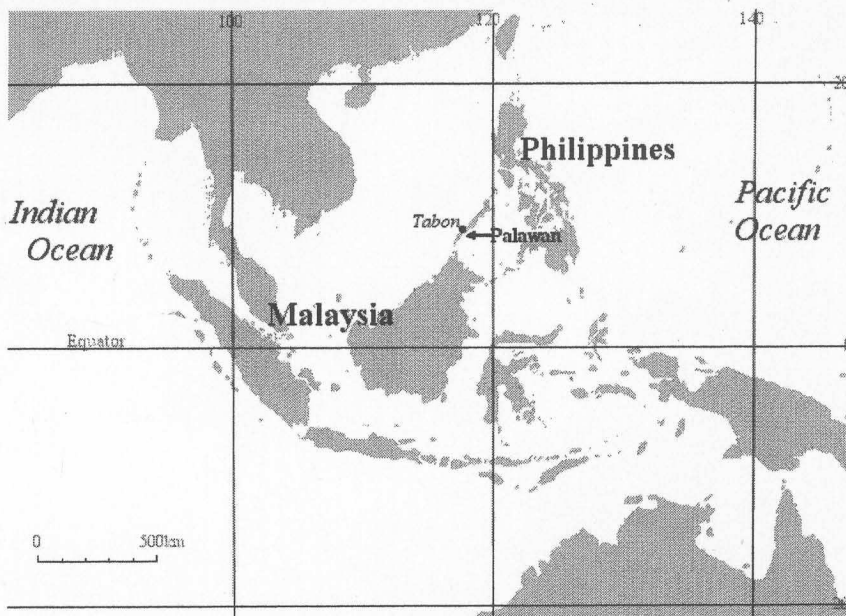 100
120
140
20
Philippines
Indian
Ocean
Pacific
Ocean
Tabon
Palawan
Malaysia
Equator
0
500km